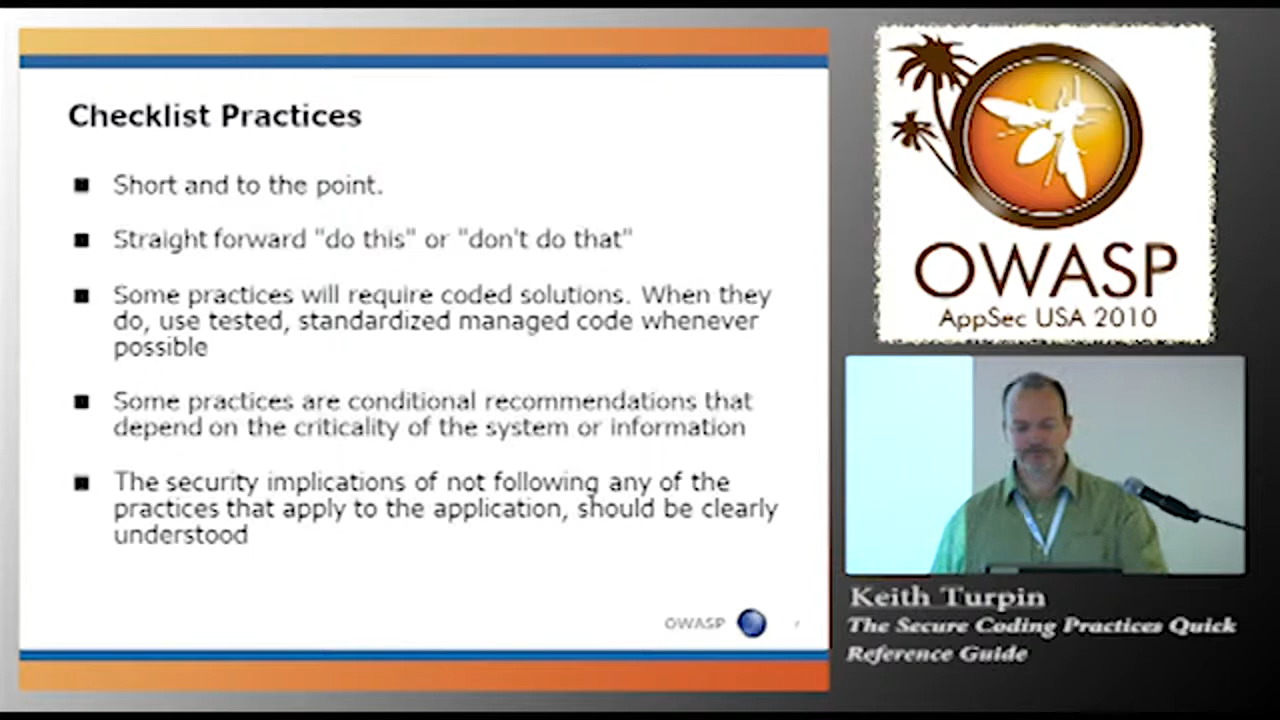 Checklist Practices
Short and to the point.
Straight forward "do this" or "don't do that"
Some practices will require coded solutions. When they
do, use tested, standardized managed code whenever
possible
Some practices are conditional recommendations that
depend on the criticality of the system or information
The security implications of not following any of the
practices that apply to the application, should be clearly
understood
OWASP
OWASP
AppSec USA 2010
Keith Turpin
The Secure Coding Practices Quick
Reference Guide